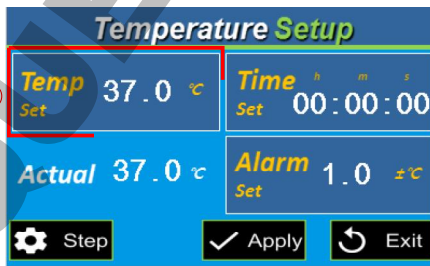 Temperature Setup
Temp Set 37.0 °C
Time h m s
Set 00:00:00
Actual 37.0 °C
Alarm Set 1.0 ±°C
Step Apply Exit